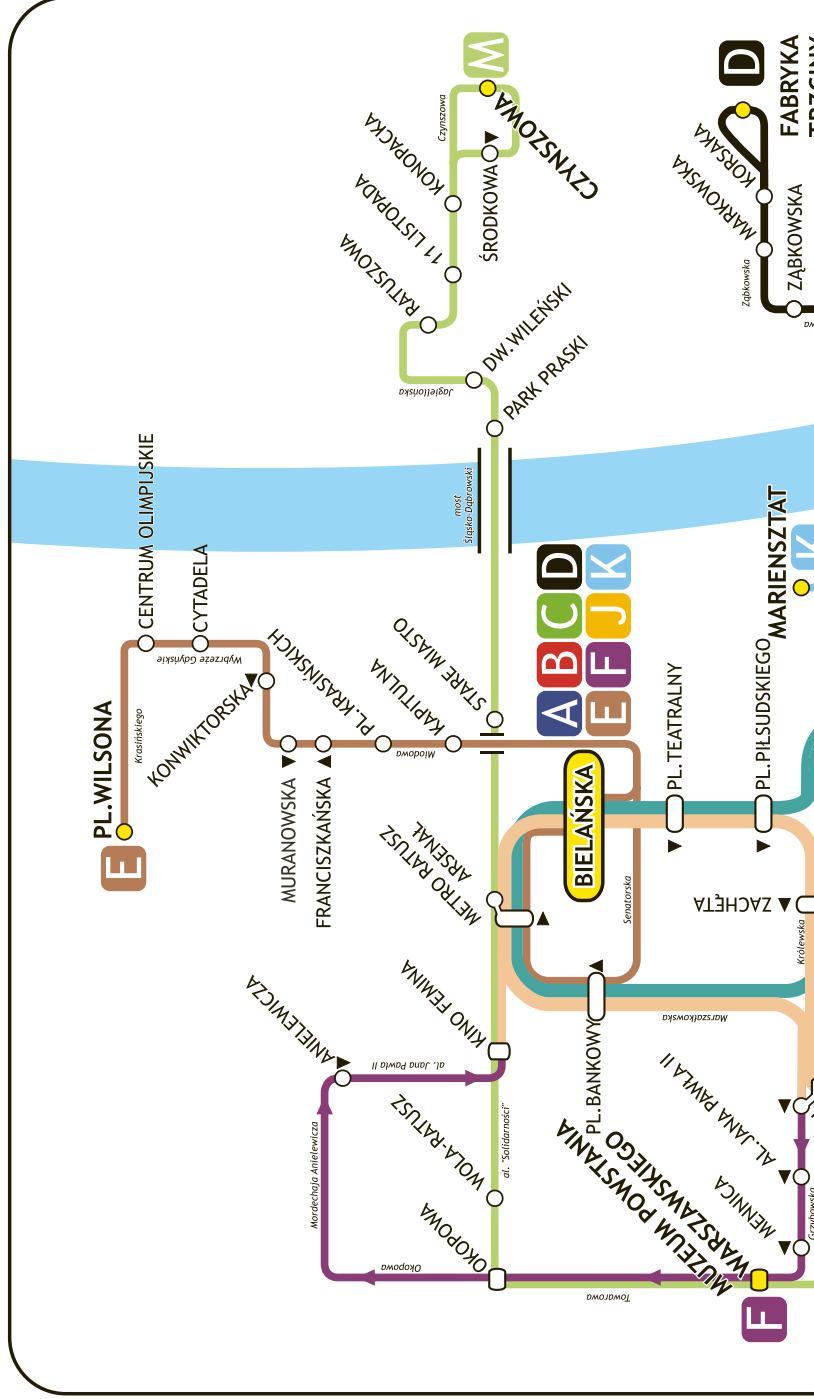 W
CZYNSZOWA
Czynszowa
KONOPACKA
ŚRODKOWA
11 LISTOPADA
RATUSZOWA
Jagiellońska
DW. WILEŃSKI
PARK PRASKI
D
FABRYKA
TRZCINY
KORSAKA
MARKOWSKA
Ząbkowska
ZĄBKOWSKA
most
Śląsko-Dąbrowski
CENTRUM OLIMPIJSKIE
CYTADELA
Wybrzeże Gdyńskie
PL.WILSONA
E
Krasińskiego
KONWIKTORSKA
MURANOWSKA
FRANCISZKAŃSKA
PL.KRASIŃSKICH
Miodowa
KAPITULNA
STARE MIASTO
A B C D
E F J K
BIELAŃSKA
MARIENSZTAT
K
PL.TEATRALNY
PL.PIŁSUDSKIEGO
ZACHĘTA
Królewska
Senatorska
METRO RATUSZ
ARSENAŁ
KINO FEMINA
PL.BANKOWY
Marszałkowska
ANIELEWICZA
al. Jana Pawła II
Mordechaja Anielewicza
WOLA-RATUSZ
al. "Solidarności"
OKOPOWA
Okopowa
Towarowa
MUZEUM POWSTANIA
WARSZAWSKIEGO
F
AL.JANA PAWŁA II
MENNICA
Grzybowska